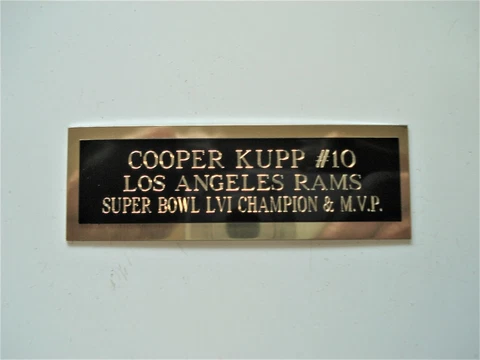 COOPER KUPP #10
LOS ANGELES RAMS
SUPER BOWL LVI CHAMPION & M.V.P.